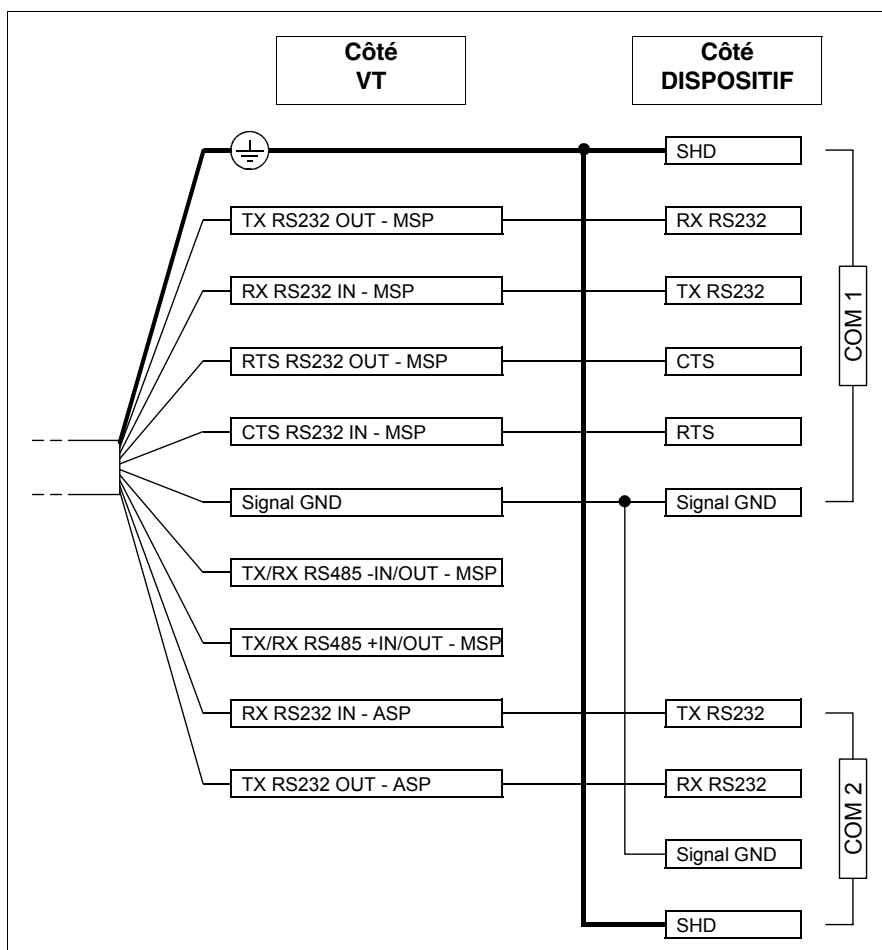 Côté
VT
Côté
DISPOSITIF
SHD
TX RS232 OUT - MSP
RX RS232
RX RS232 IN - MSP
TX RS232
RTS RS232 OUT - MSP
CTS
CTS RS232 IN - MSP
RTS
Signal GND
Signal GND
COM 1
TX/RX RS485 -IN/OUT - MSP
TX/RX RS485 +IN/OUT - MSP
RX RS232 IN - ASP
TX RS232
TX RS232 OUT - ASP
RX RS232
Signal GND
SHD
COM 2